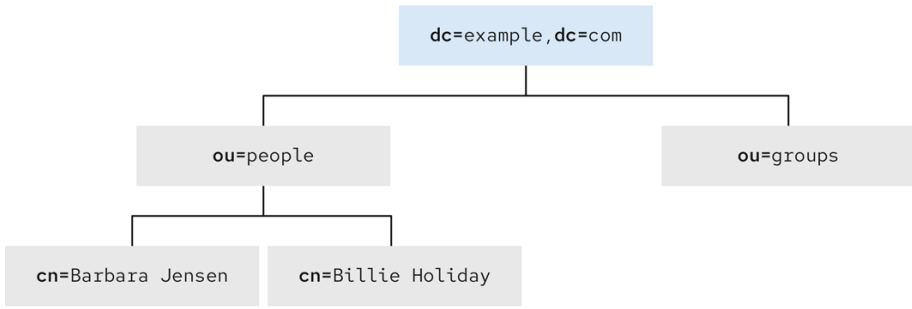 dc=example,dc=com
ou=people
ou=groups
cn=Barbara Jensen
cn=Billie Holiday